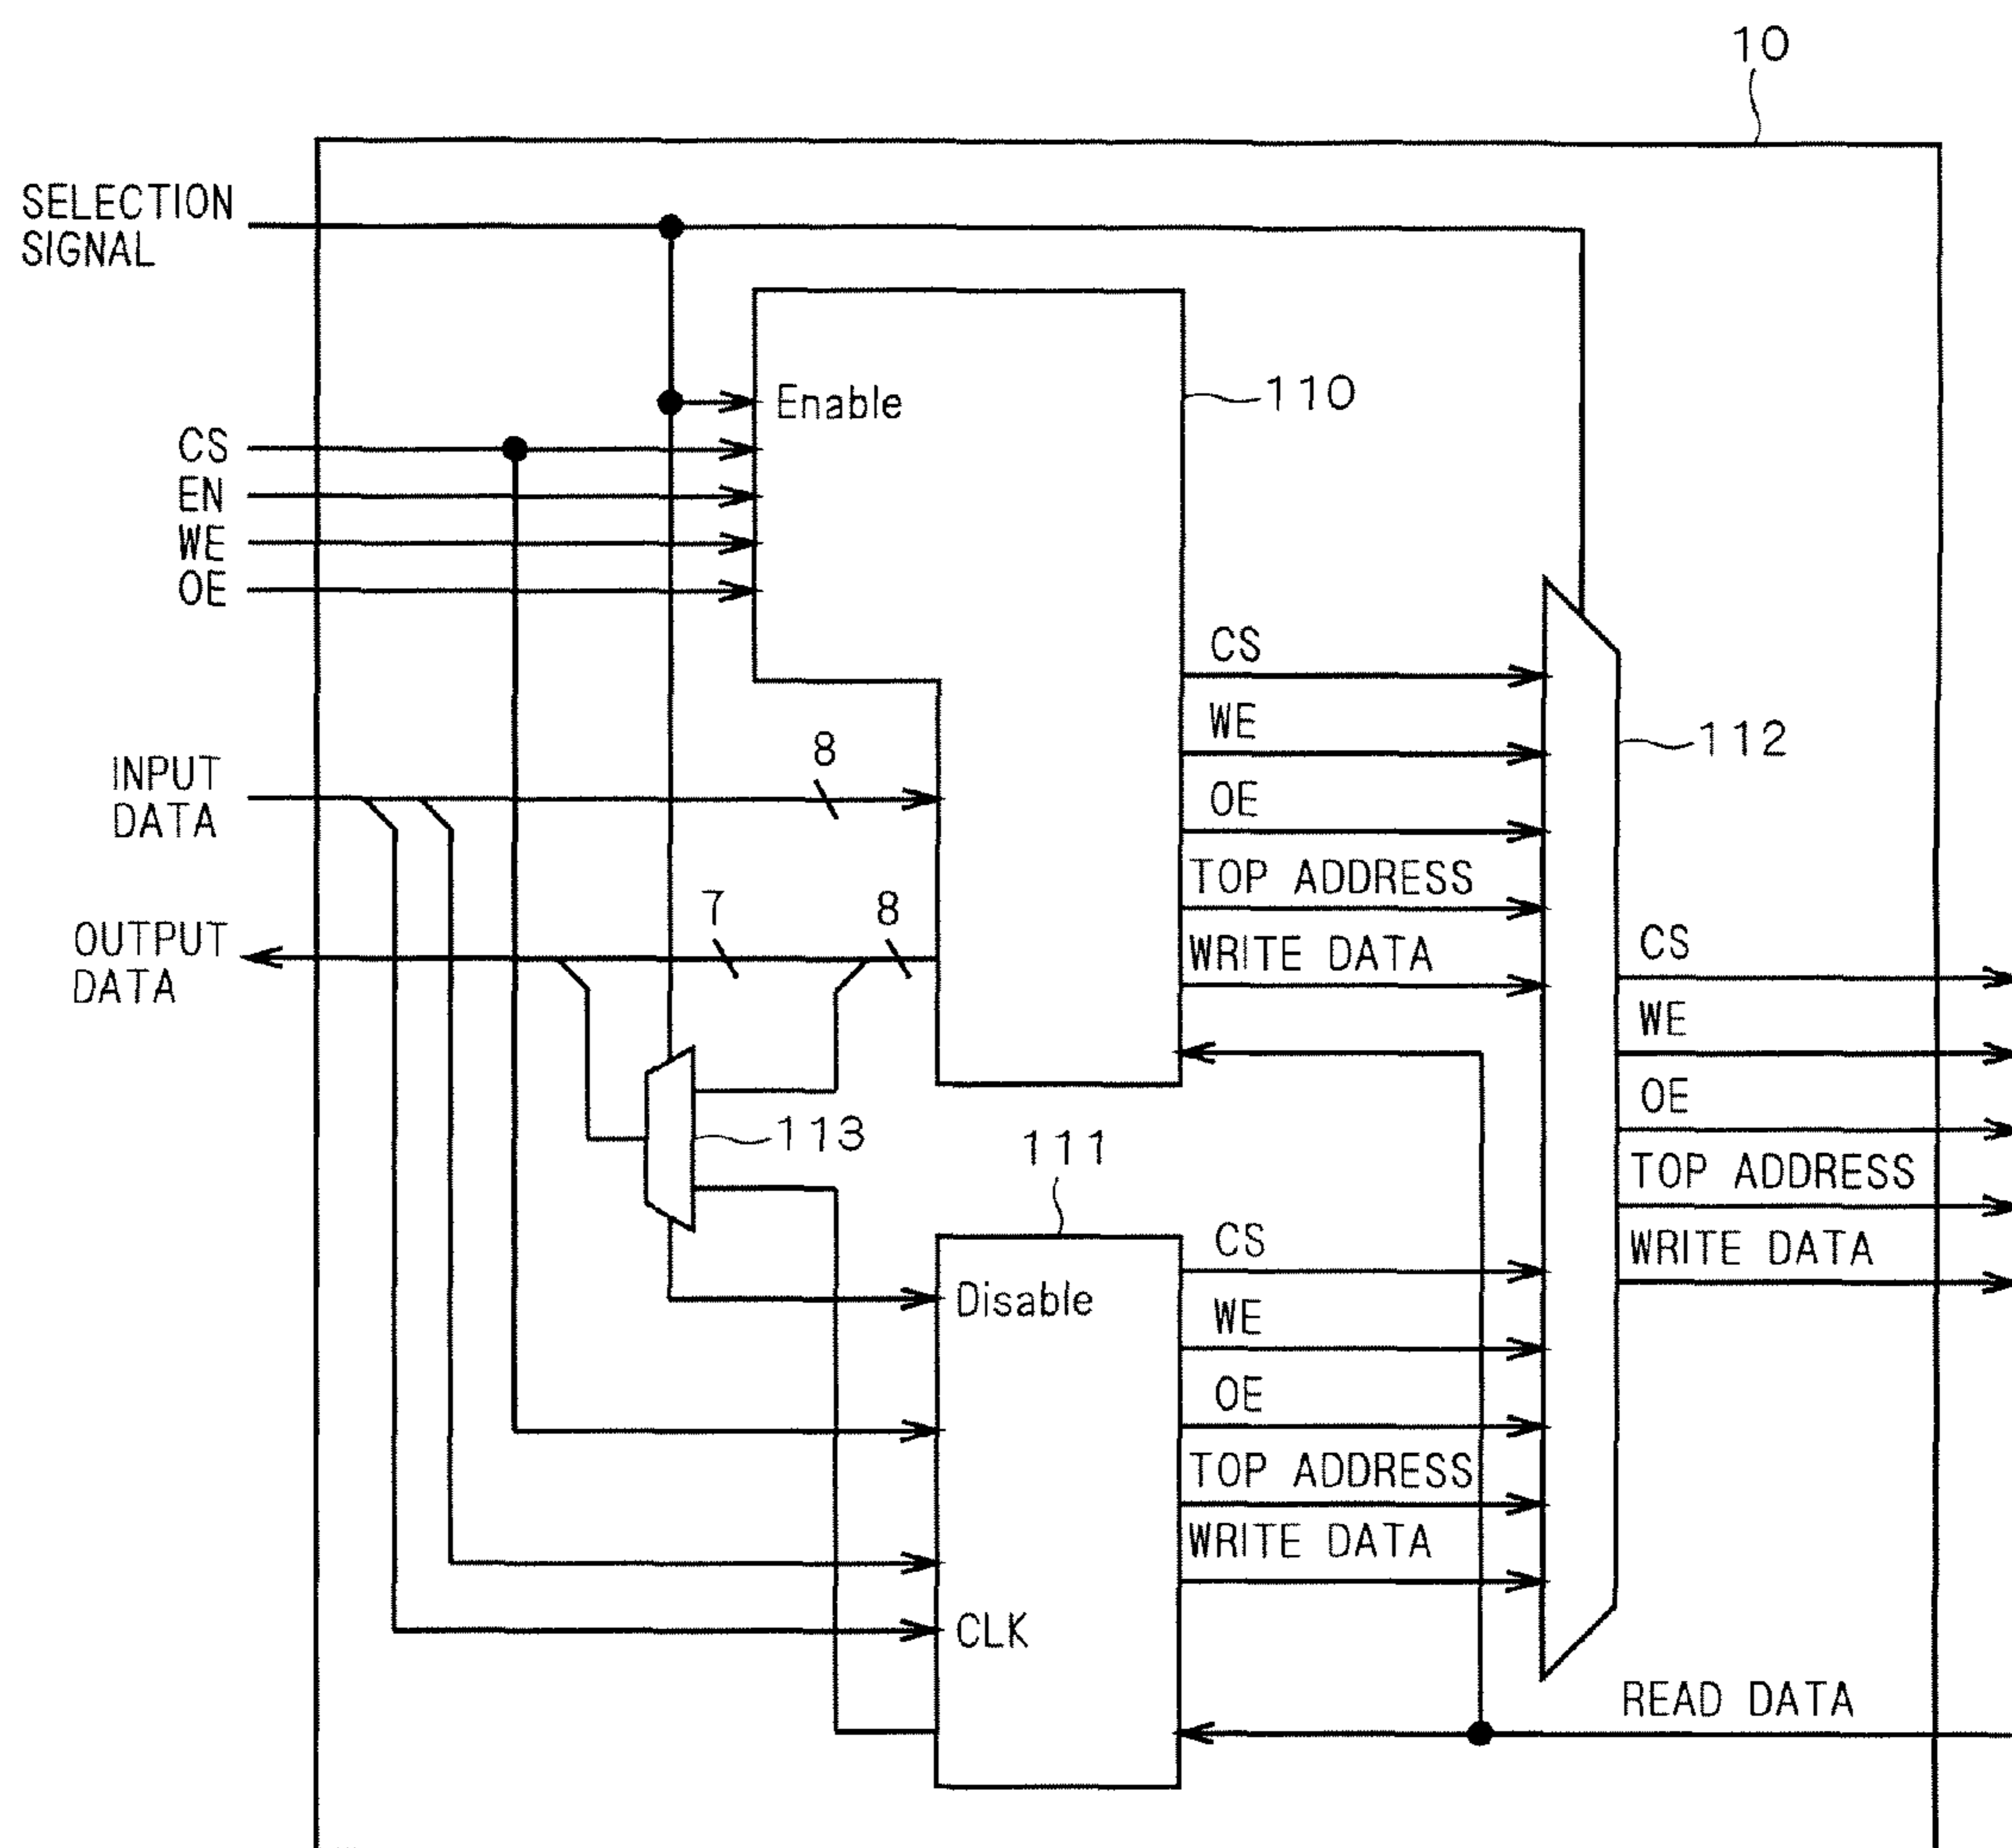 10
SELECTION
SIGNAL
Enable
110
CS
EN
WE
OE
CS
WE
112
8
INPUT
DATA
OE
TOP ADDRESS
7
8
OUTPUT
DATA
WRITE DATA
CS
WE
OE
113
111
TOP ADDRESS
CS
WRITE DATA
Disable
WE
OE
TOP ADDRESS
WRITE DATA
CLK
READ DATA